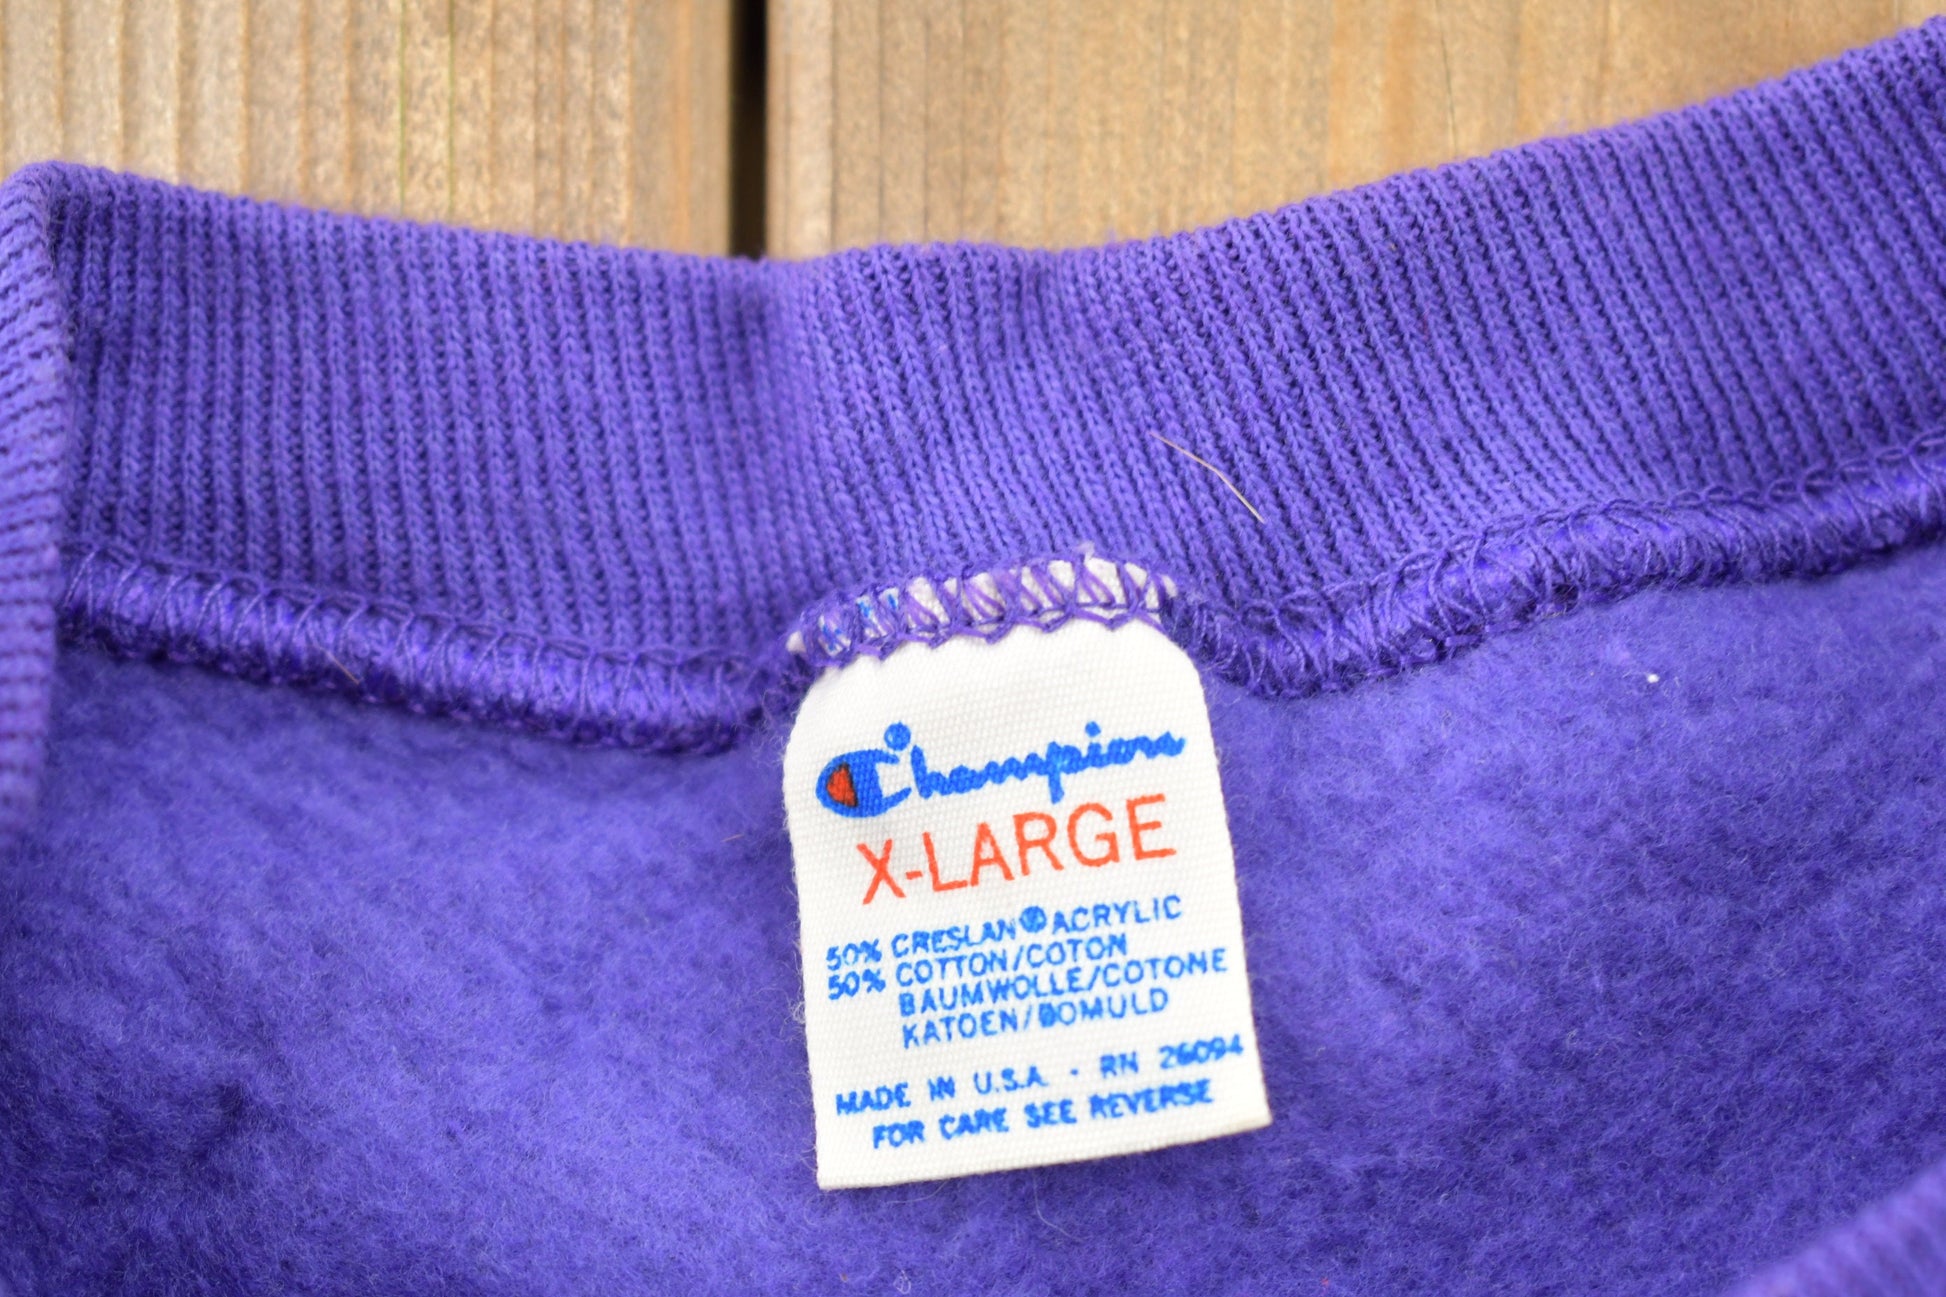 Champion®
X-LARGE
50% CRESLAN® ACRYLIC
50% COTTON/COTON
BAUMWOLLE/COTONE
KATOEN/BOMULD
MADE IN U.S.A. - RN 26094
FOR CARE SEE REVERSE